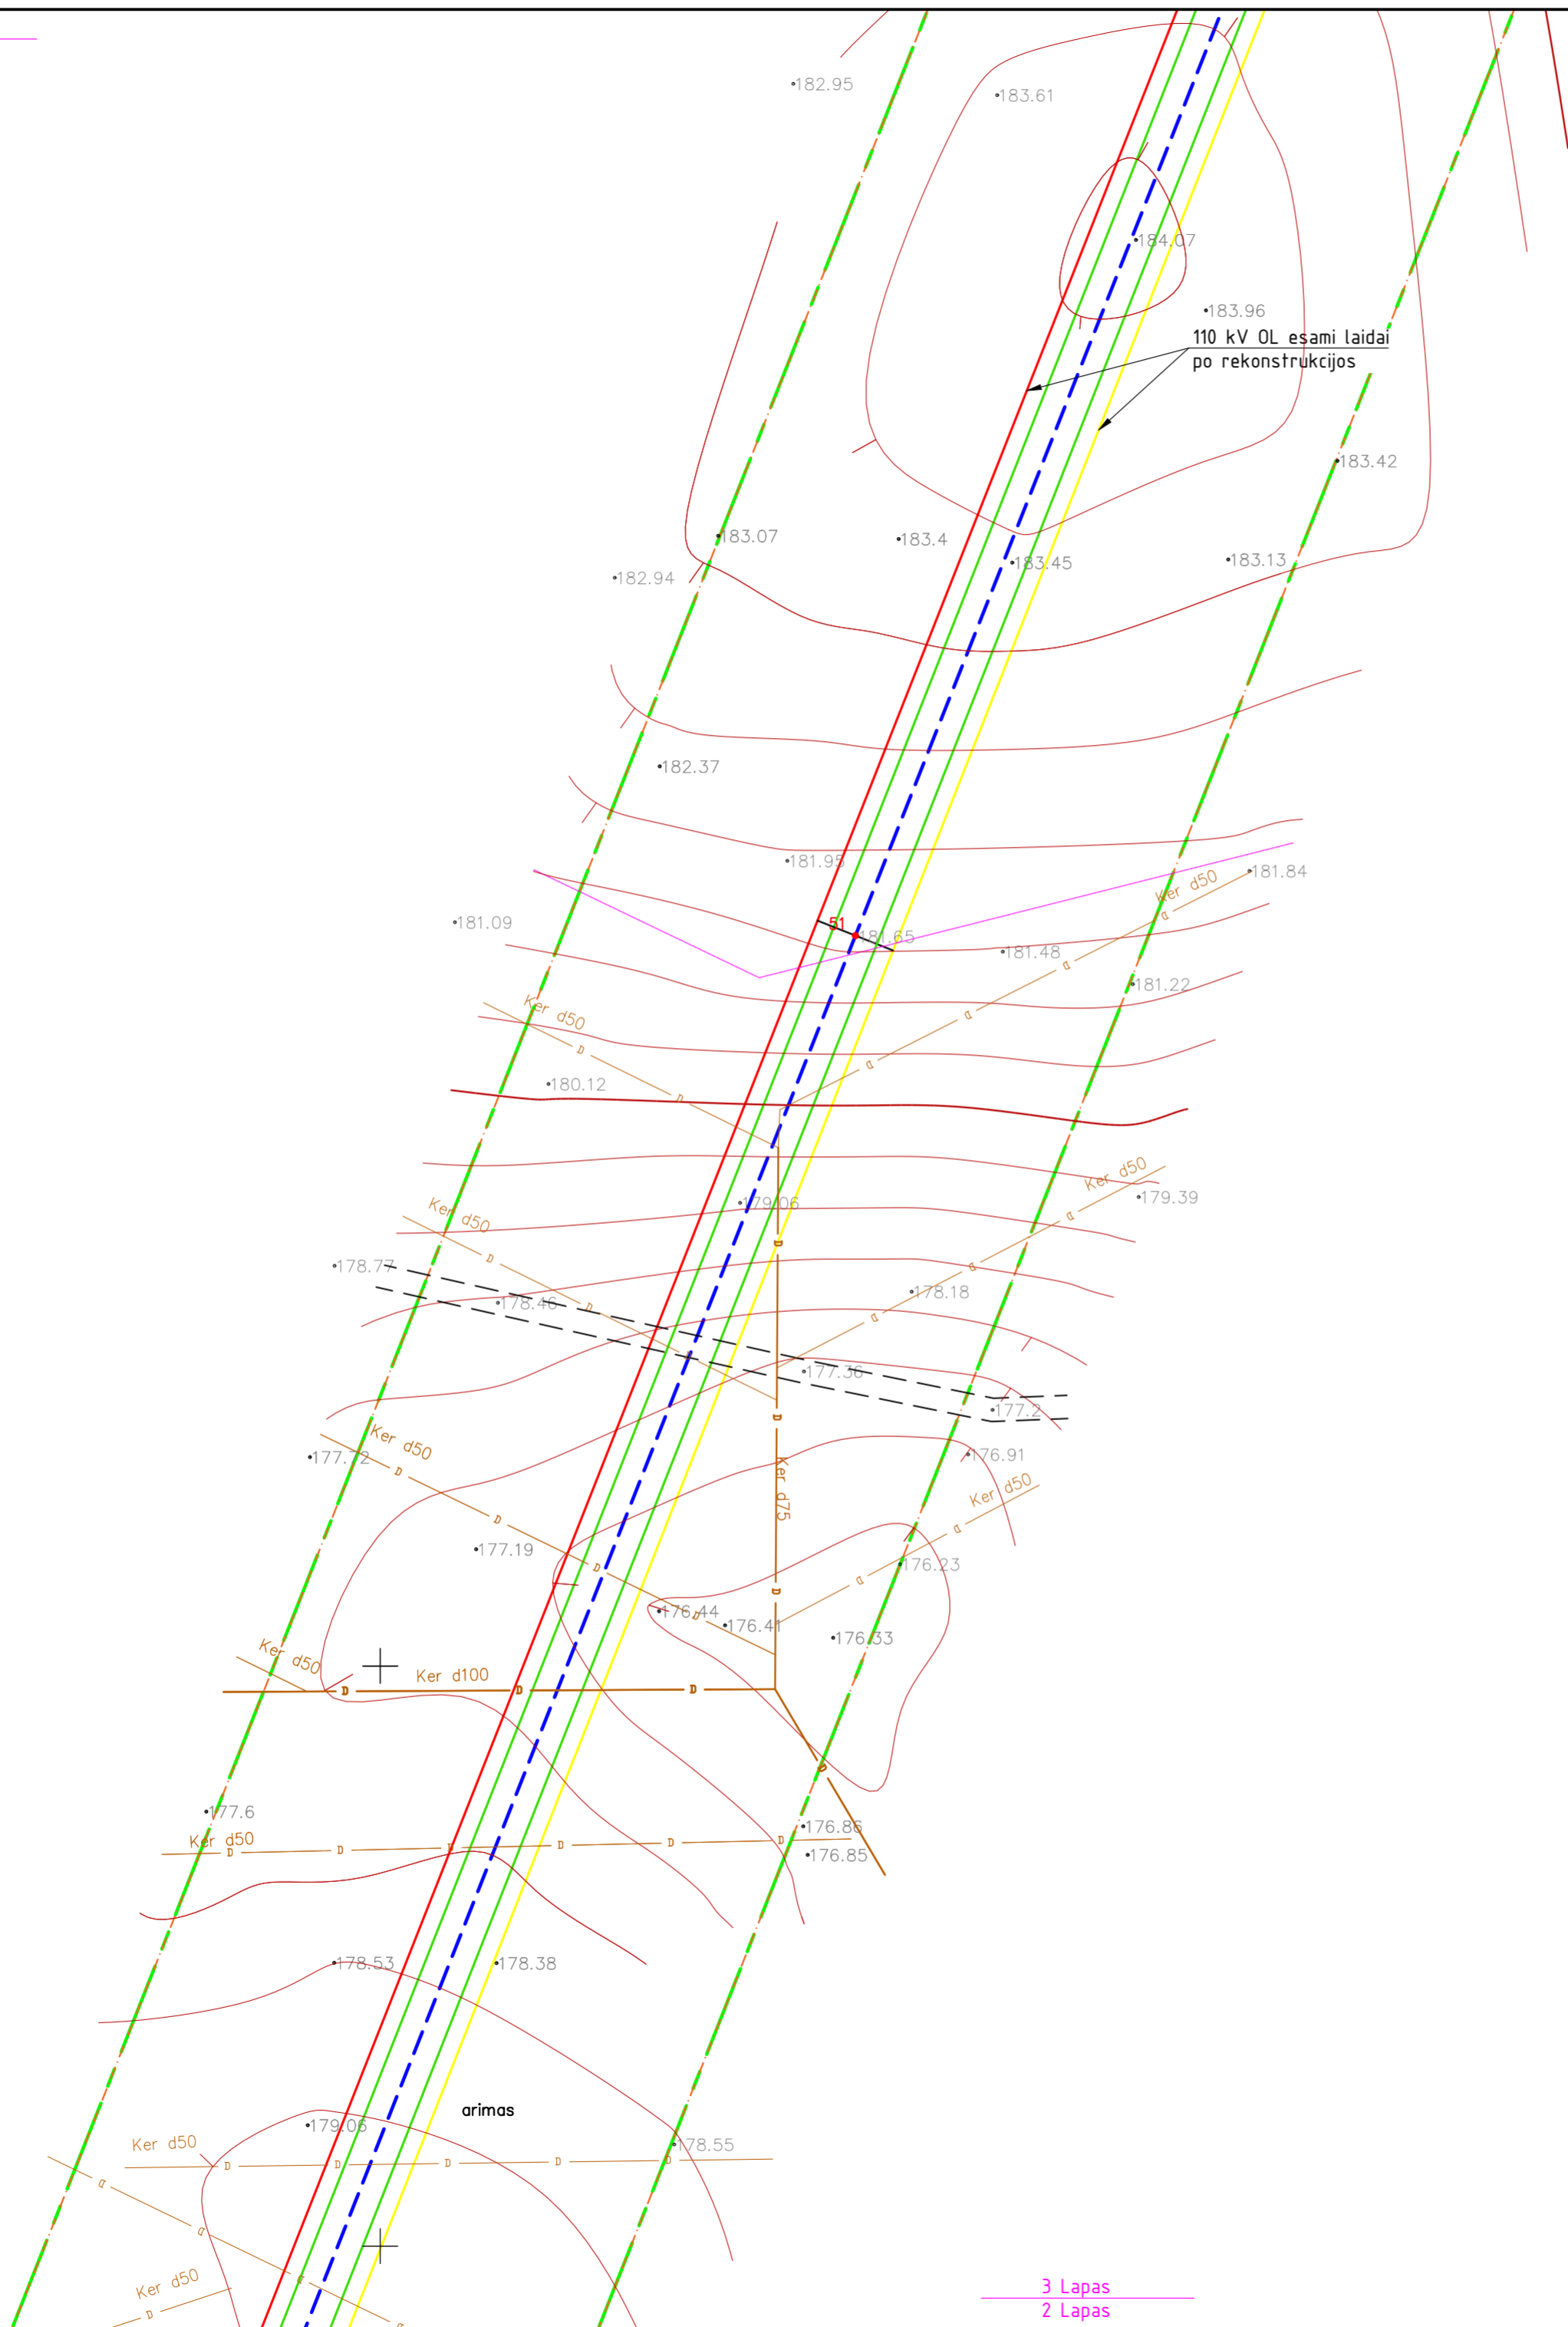 182.95
183.61
184.07
183.96
110 kV OL esami laidai
po rekonstrukcijos
183.42
183.07
183.4
183.45
183.13
182.94
182.37
181.95
181.84
Ker d50
181.09
51
181.65
181.48
181.22
Ker d50
180.12
Ker d50
179.39
179.06
Ker d50
178.77
178.46
178.18
177.36
177.2
Ker d50
177.72
176.91
Ker d75
Ker d50
177.19
176.23
176.44
176.41
176.33
Ker d50
Ker d100
177.6
176.86
Ker d50
176.85
178.53
178.38
arimas
179.06
Ker d50
178.55
Ker d50
3 Lapas
2 Lapas